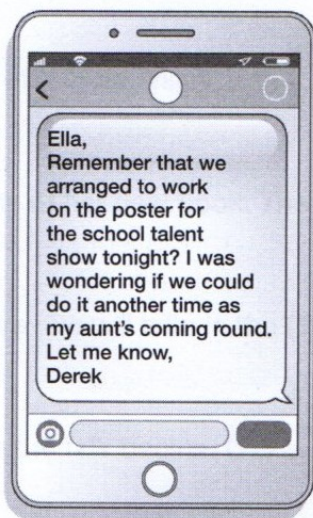 Ella,
Remember that we
arranged to work
on the poster for
the school talent
show tonight? I was
wondering if we could
do it another time as
my aunt's coming round.
Let me know,
Derek